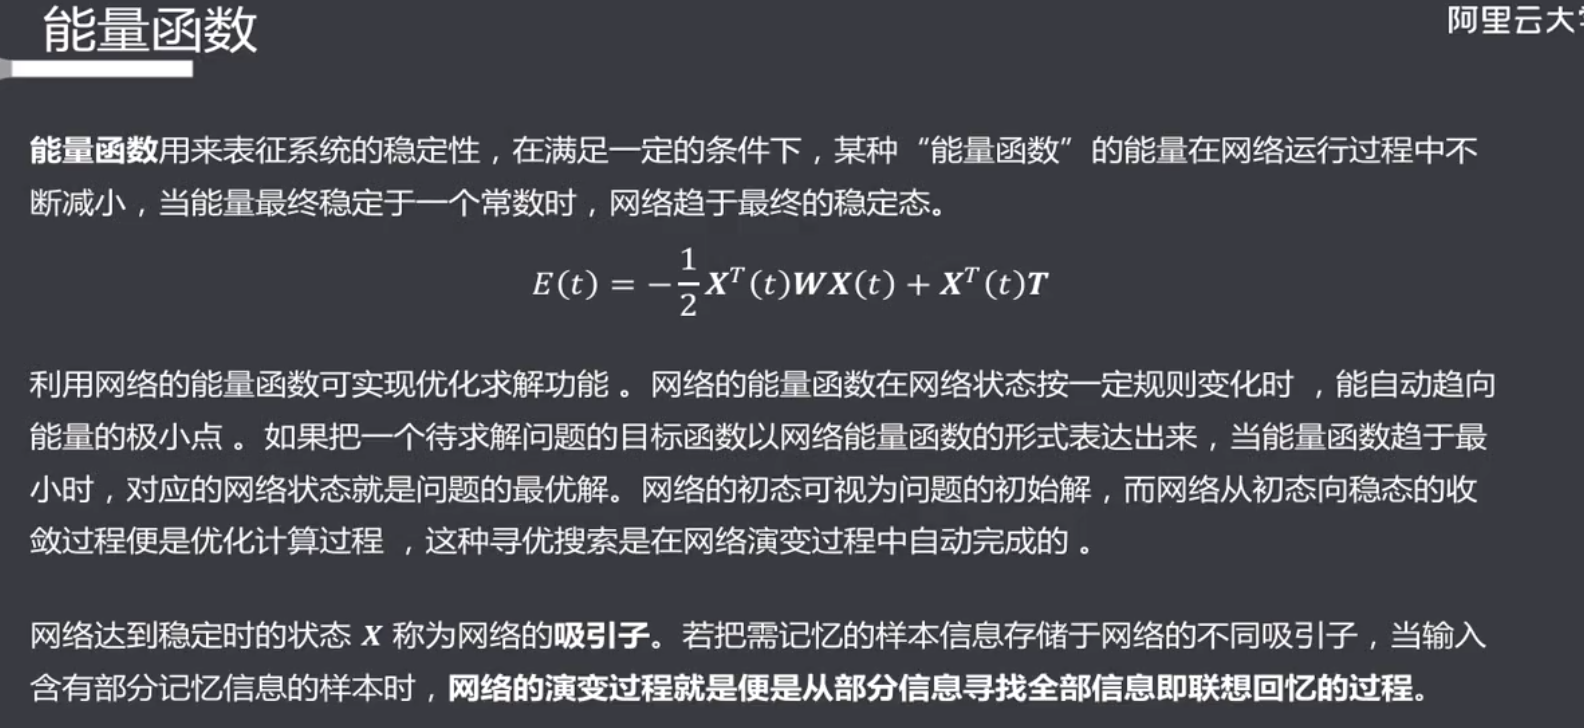 能量函数
阿里云大
能量函数用来表征系统的稳定性，在满足一定的条件下，某种“能量函数”的能量在网络运行过程中不
断减小，当能量最终稳定于一个常数时，网络趋于最终的稳定态。
E(t) = −1/2 Xᵀ(t)WX(t) + Xᵀ(t)T
利用网络的能量函数可实现优化求解功能 。网络的能量函数在网络状态按一定规则变化时 ，能自动趋向
能量的极小点 。如果把一个待求解问题的目标函数以网络能量函数的形式表达出来，当能量函数趋于最
小时，对应的网络状态就是问题的最优解。网络的初态可视为问题的初始解，而网络从初态向稳态的收
敛过程便是优化计算过程 ，这种寻优搜索是在网络演变过程中自动完成的 。
网络达到稳定时的状态 X 称为网络的吸引子。若把需记忆的样本信息存储于网络的不同吸引子，当输入
含有部分记忆信息的样本时，网络的演变过程就是便是从部分信息寻找全部信息即联想回忆的过程。